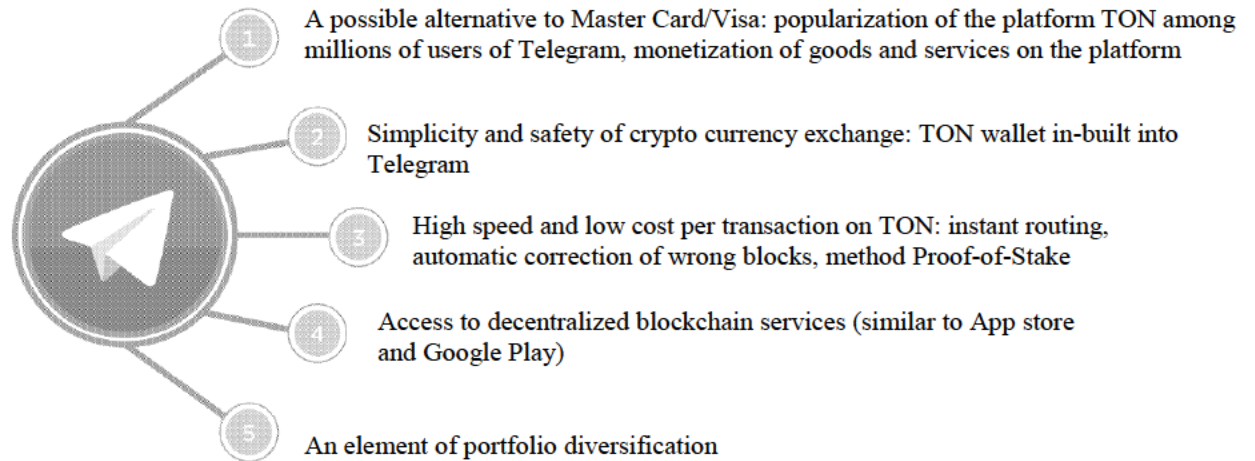 1
A possible alternative to Master Card/Visa: popularization of the platform TON among
millions of users of Telegram, monetization of goods and services on the platform
2
Simplicity and safety of crypto currency exchange: TON wallet in-built into
Telegram
3
High speed and low cost per transaction on TON: instant routing,
automatic correction of wrong blocks, method Proof-of-Stake
4
Access to decentralized blockchain services (similar to App store
and Google Play)
5
An element of portfolio diversification